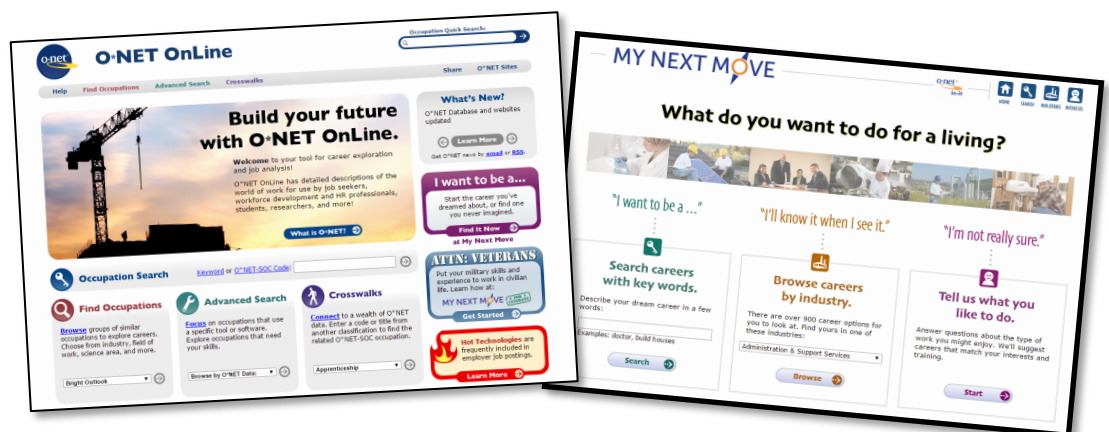 Occupation Quick Search:
o·net
O*NET OnLine
Help Find Occupations Advanced Search Crosswalks Share O*NET Sites
Build your future
with O*NET OnLine.
Welcome to your tool for career exploration
and job analysis!
O*NET OnLine has detailed descriptions of the
world of work for use by job seekers,
workforce development and HR professionals,
students, researchers, and more!
What is O*NET?
What's New?
O*NET Database and websites
updated
Learn More
Get O*NET news by email or RSS.
I want to be a...
Start the career you've
dreamed about, or find one
you never imagined.
Find It Now
at My Next Move
ATTN: VETERANS
Put your military skills and
experience to work in civilian
life. Learn how at:
MY NEXT MOVE
Get Started
Hot Technologies are
frequently included in
employer job postings.
Learn More
Occupation Search
Keyword or O*NET-SOC Code:
Find Occupations
Browse groups of similar
occupations to explore careers.
Choose from industry, field of
work, science area, and more.
Bright Outlook
Advanced Search
Focus on occupations that use
a specific tool or software.
Explore occupations that need
your skills.
Browse by O*NET Data:
Crosswalks
Connect to a wealth of O*NET
data. Enter a code or title from
another classification to find the
related O*NET-SOC occupation.
Apprenticeship
MY NEXT MOVE
o·net
HOME SEARCH INDUSTRIES INTERESTS
What do you want to do for a living?
"I want to be a ..."
Search careers
with key words.
Describe your dream career in a few
words:
Examples: doctor, build houses
Search
"I'll know it when I see it."
Browse careers
by industry.
There are over 900 career options for
you to look at. Find yours in one of
these industries:
Administration & Support Services
Browse
"I'm not really sure."
Tell us what you
like to do.
Answer questions about the type of
work you might enjoy. We'll suggest
careers that match your interests and
training.
Start